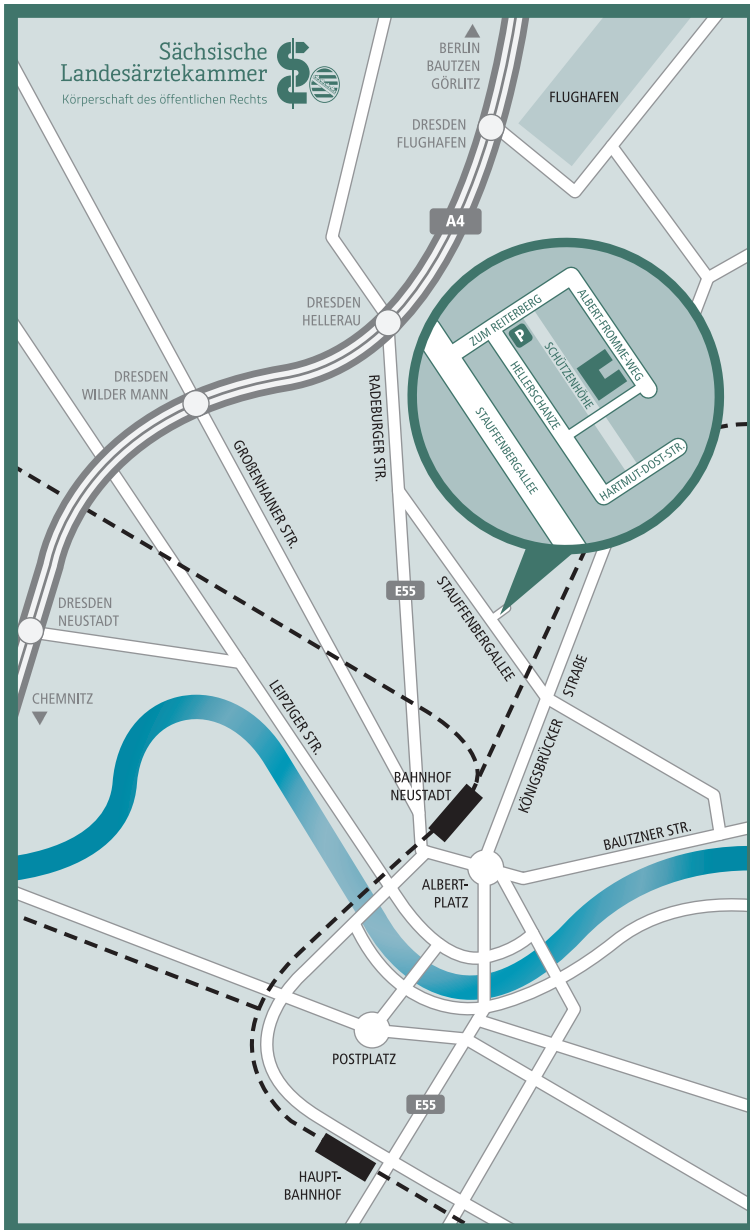 Sächsische
Landesärztekammer
Körperschaft des öffentlichen Rechts
BERLIN
BAUTZEN
GÖRLITZ
FLUGHAFEN
DRESDEN
FLUGHAFEN
A4
DRESDEN
HELLERAU
ZUM REITERBERG
ALBERT-FROMME-WEG
P
SCHÜTZENHÖHE
HELLERSCHANZE
STAUFFENBERGALLEE
HARTMUT-DOST-STR.
DRESDEN
WILDER MANN
RADEBURGER STR.
GROßENHAINER STR.
E55
STAUFFENBERGALLEE
DRESDEN
NEUSTADT
CHEMNITZ
LEIPZIGER STR.
KÖNIGSBRÜCKER STRAßE
BAHNHOF
NEUSTADT
BAUTZNER STR.
ALBERT-
PLATZ
POSTPLATZ
E55
HAUPT-
BAHNHOF